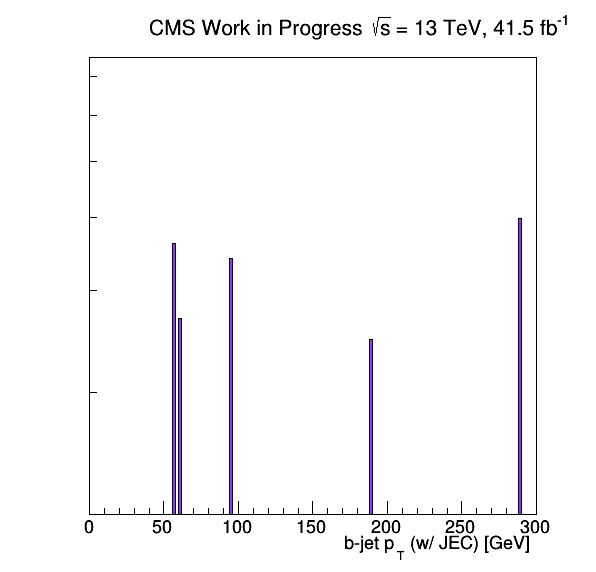 CMS Work in Progress √s = 13 TeV, 41.5 fb⁻¹
0 50 100 150 200 250 300
b-jet p_T (w/ JEC) [GeV]